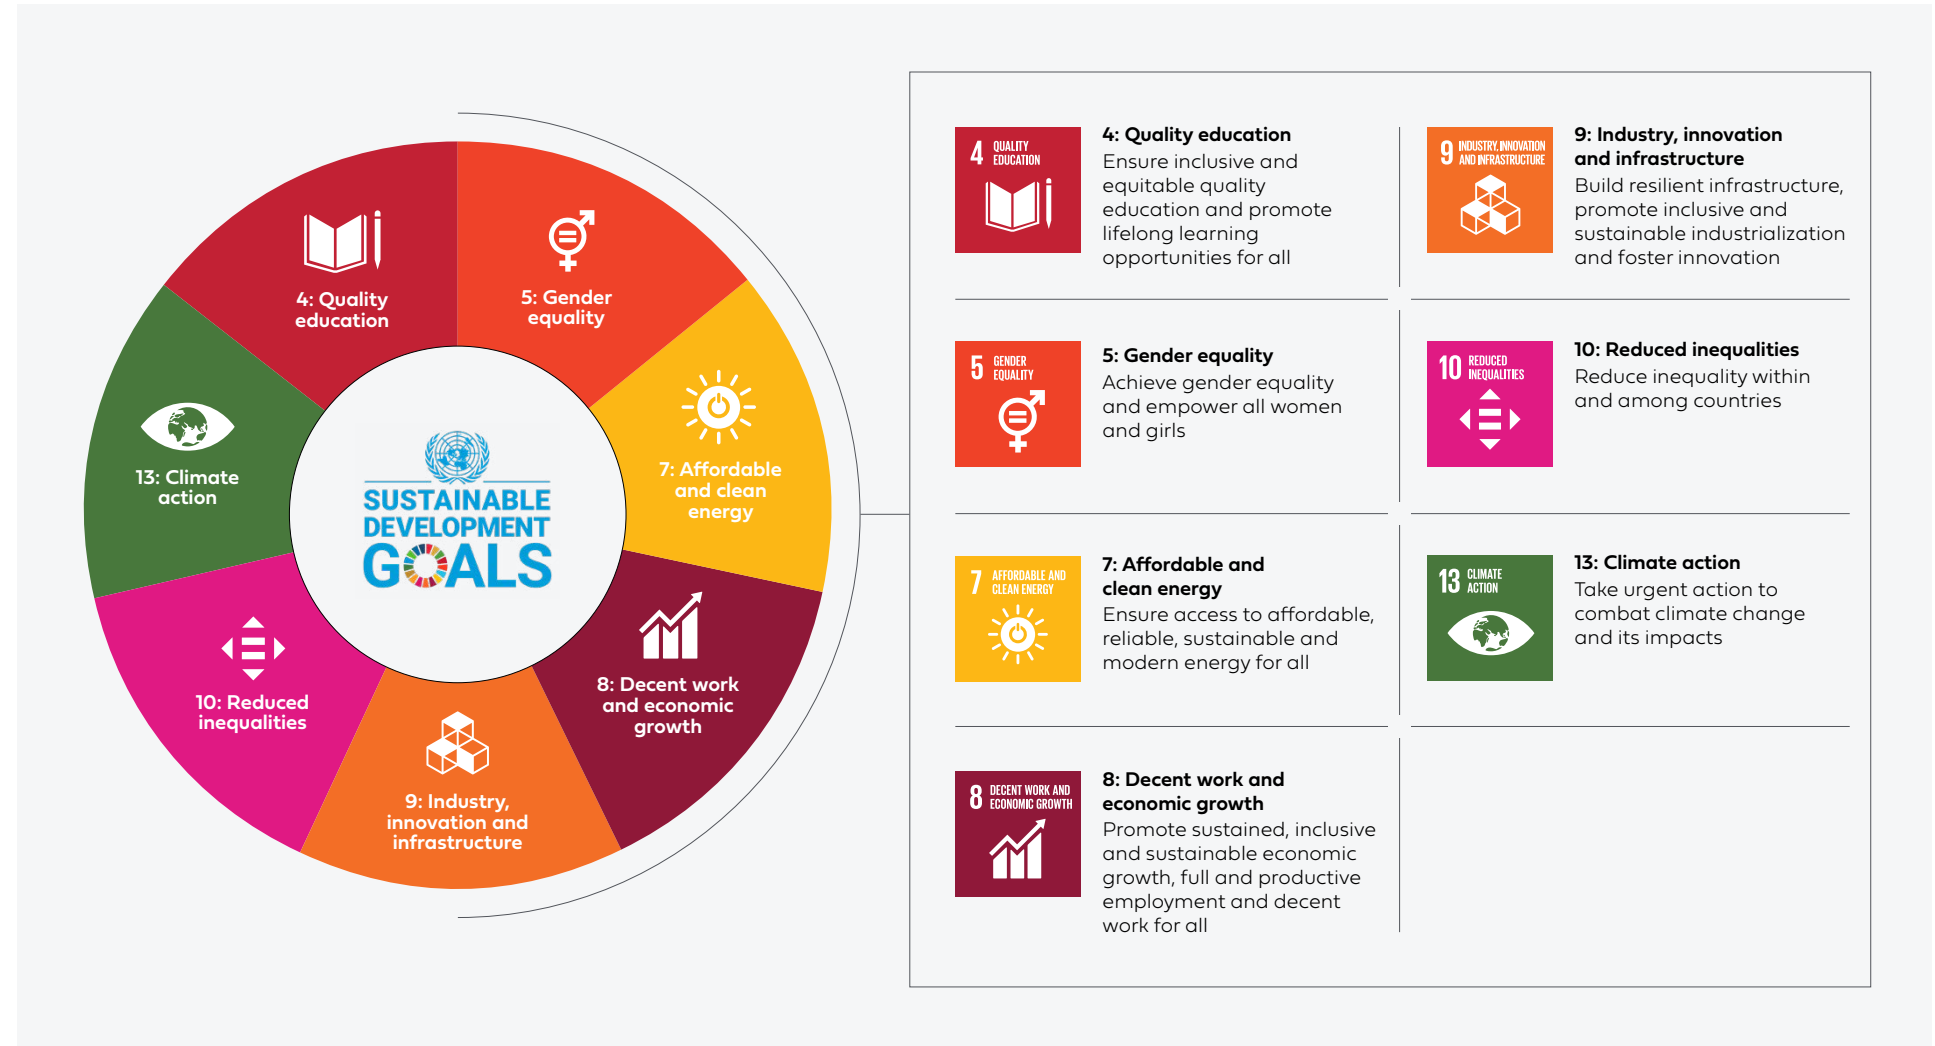 4: Quality
education
5: Gender
equality
7: Affordable
and clean
energy
8: Decent work
and economic
growth
9: Industry,
innovation and
infrastructure
10: Reduced
inequalities
13: Climate
action
SUSTAINABLE
DEVELOPMENT
GOALS
4 QUALITY
EDUCATION
4: Quality education
Ensure inclusive and
equitable quality
education and promote
lifelong learning
opportunities for all
5 GENDER
EQUALITY
5: Gender equality
Achieve gender equality
and empower all women
and girls
7 AFFORDABLE AND
CLEAN ENERGY
7: Affordable and
clean energy
Ensure access to affordable,
reliable, sustainable and
modern energy for all
8 DECENT WORK AND
ECONOMIC GROWTH
8: Decent work and
economic growth
Promote sustained, inclusive
and sustainable economic
growth, full and productive
employment and decent
work for all
9 INDUSTRY, INNOVATION
AND INFRASTRUCTURE
9: Industry, innovation
and infrastructure
Build resilient infrastructure,
promote inclusive and
sustainable industrialization
and foster innovation
10 REDUCED
INEQUALITIES
10: Reduced inequalities
Reduce inequality within
and among countries
13 CLIMATE
ACTION
13: Climate action
Take urgent action to
combat climate change
and its impacts